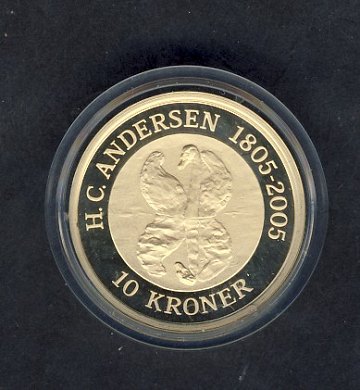 H. C. ANDERSEN 1805-2005
10 KRONER